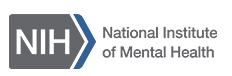 NIH
National Institute
of Mental Health